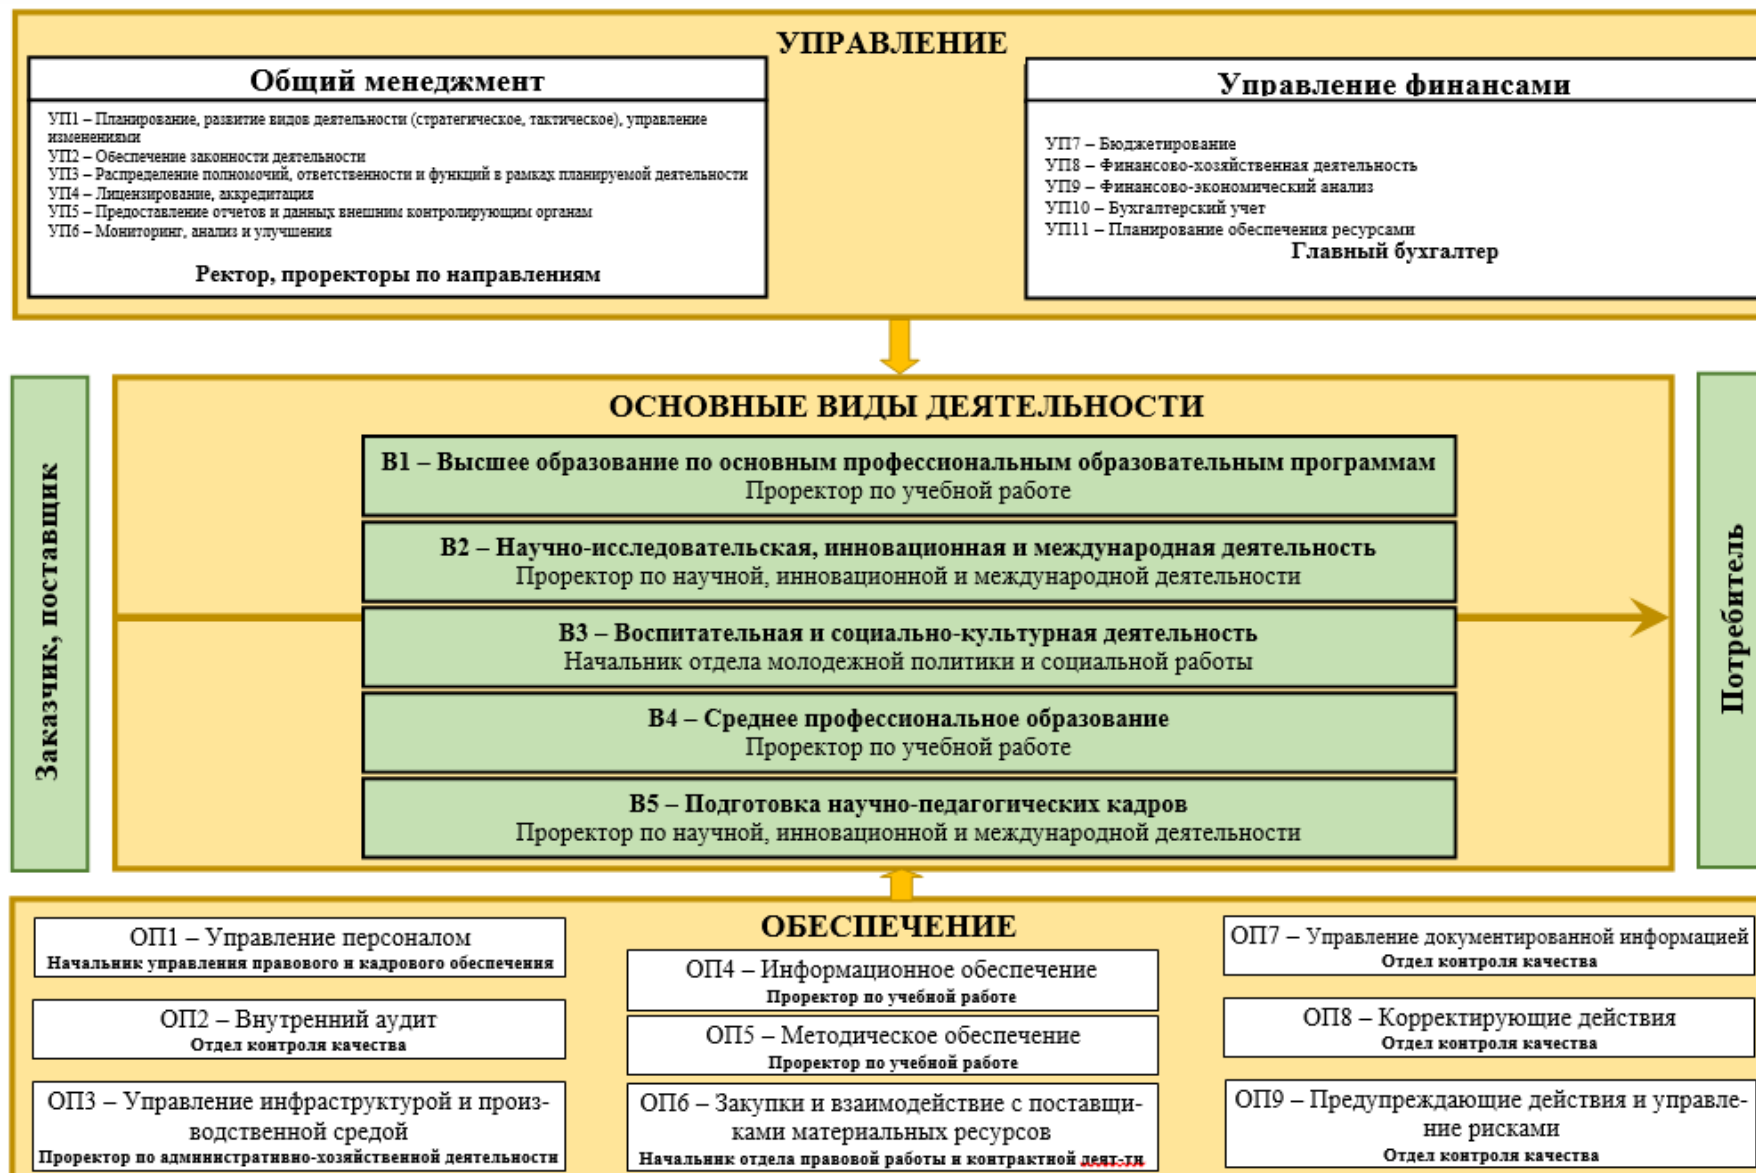 УПРАВЛЕНИЕ
Общий менеджмент
УП1 – Планирование, развитие видов деятельности (стратегическое, тактическое), управление
изменениями
УП2 – Обеспечение законности деятельности
УП3 – Распределение полномочий, ответственности и функций в рамках планируемой деятельности
УП4 – Лицензирование, аккредитация
УП5 – Предоставление отчетов и данных внешним контролирующим органам
УП6 – Мониторинг, анализ и улучшения
Ректор, проректоры по направлениям
Управление финансами
УП7 – Бюджетирование
УП8 – Финансово-хозяйственная деятельность
УП9 – Финансово-экономический анализ
УП10 – Бухгалтерский учет
УП11 – Планирование обеспечения ресурсами
Главный бухгалтер
Заказчик, поставщик
ОСНОВНЫЕ ВИДЫ ДЕЯТЕЛЬНОСТИ
В1 – Высшее образование по основным профессиональным образовательным программам
Проректор по учебной работе
В2 – Научно-исследовательская, инновационная и международная деятельность
Проректор по научной, инновационной и международной деятельности
В3 – Воспитательная и социально-культурная деятельность
Начальник отдела молодежной политики и социальной работы
В4 – Среднее профессиональное образование
Проректор по учебной работе
В5 – Подготовка научно-педагогических кадров
Проректор по научной, инновационной и международной деятельности
Потребитель
ОБЕСПЕЧЕНИЕ
ОП1 – Управление персоналом
Начальник управления правового и кадрового обеспечения
ОП2 – Внутренний аудит
Отдел контроля качества
ОП3 – Управление инфраструктурой и произ-
водственной средой
Проректор по административно-хозяйственной деятельности
ОП4 – Информационное обеспечение
Проректор по учебной работе
ОП5 – Методическое обеспечение
Проректор по учебной работе
ОП6 – Закупки и взаимодействие с поставщи-
ками материальных ресурсов
Начальник отдела правовой работы и контрактной деят-ти
ОП7 – Управление документированной информацией
Отдел контроля качества
ОП8 – Корректирующие действия
Отдел контроля качества
ОП9 – Предупреждающие действия и управле-
ние рисками
Отдел контроля качества